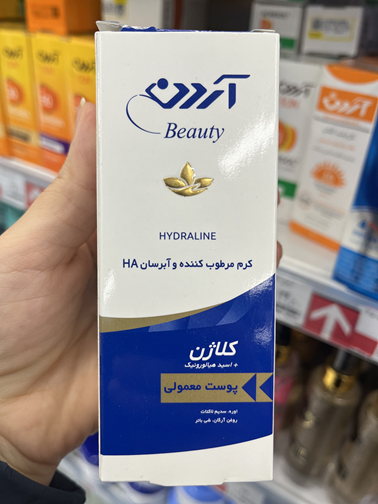 آردن
Beauty
HYDRALINE
کرم مرطوب کننده و آبرسان HA
کلاژن
+ اسید هیالورونیک
پوست معمولی
اوره، سدیم لاکتات
روغن آرگان، شی باتر
آردن